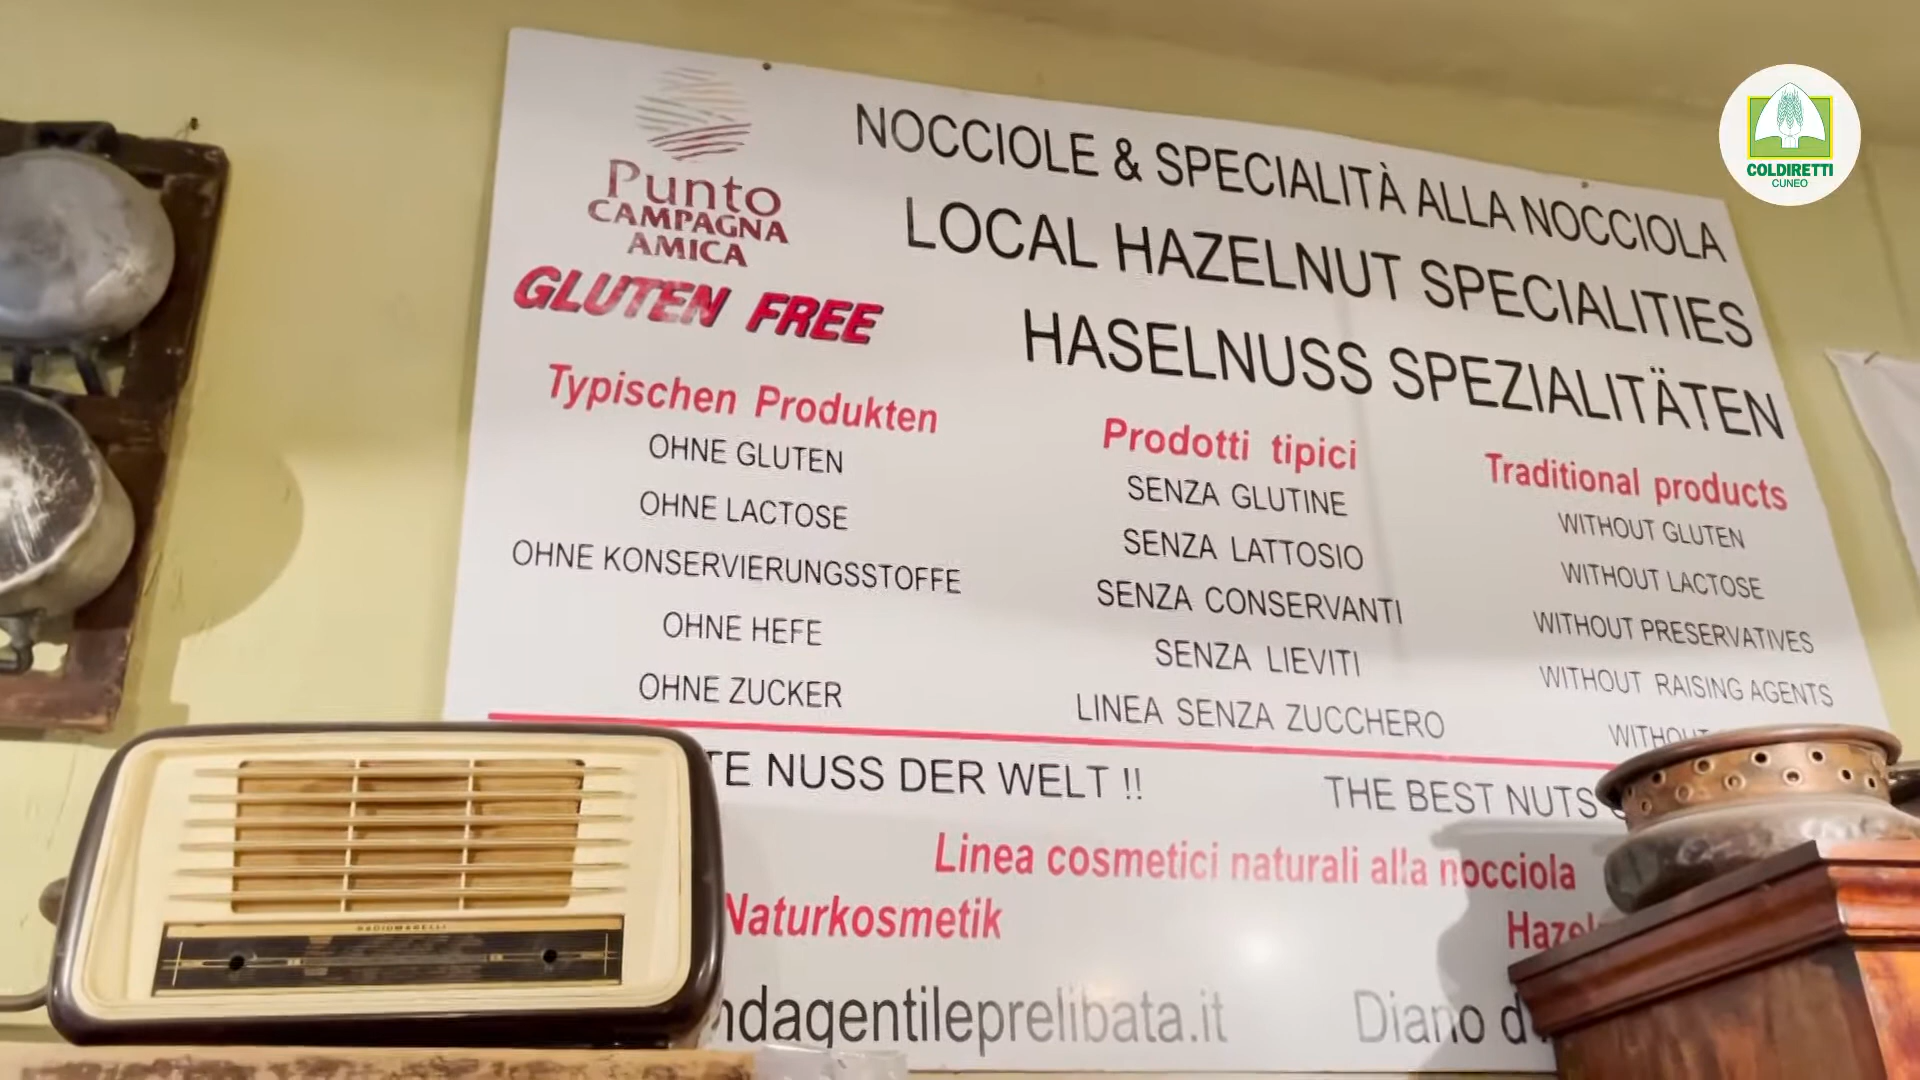 Punto
CAMPAGNA
AMICA
GLUTEN FREE
NOCCIOLE & SPECIALITÀ ALLA NOCCIOLA
LOCAL HAZELNUT SPECIALITIES
HASELNUSS SPEZIALITÄTEN
Typischen Produkten
OHNE GLUTEN
OHNE LACTOSE
OHNE KONSERVIERUNGSSTOFFE
OHNE HEFE
OHNE ZUCKER
Prodotti tipici
SENZA GLUTINE
SENZA LATTOSIO
SENZA CONSERVANTI
SENZA LIEVITI
LINEA SENZA ZUCCHERO
Traditional products
WITHOUT GLUTEN
WITHOUT LACTOSE
WITHOUT PRESERVATIVES
WITHOUT RAISING AGENTS
WITHOUT
NUSS DER WELT !!
THE BEST NUTS
Linea cosmetici naturali alla nocciola
Naturkosmetik
ndagentileprelibata.it
Diano
RADIOMARELLI
COLDIRETTI
CUNEO